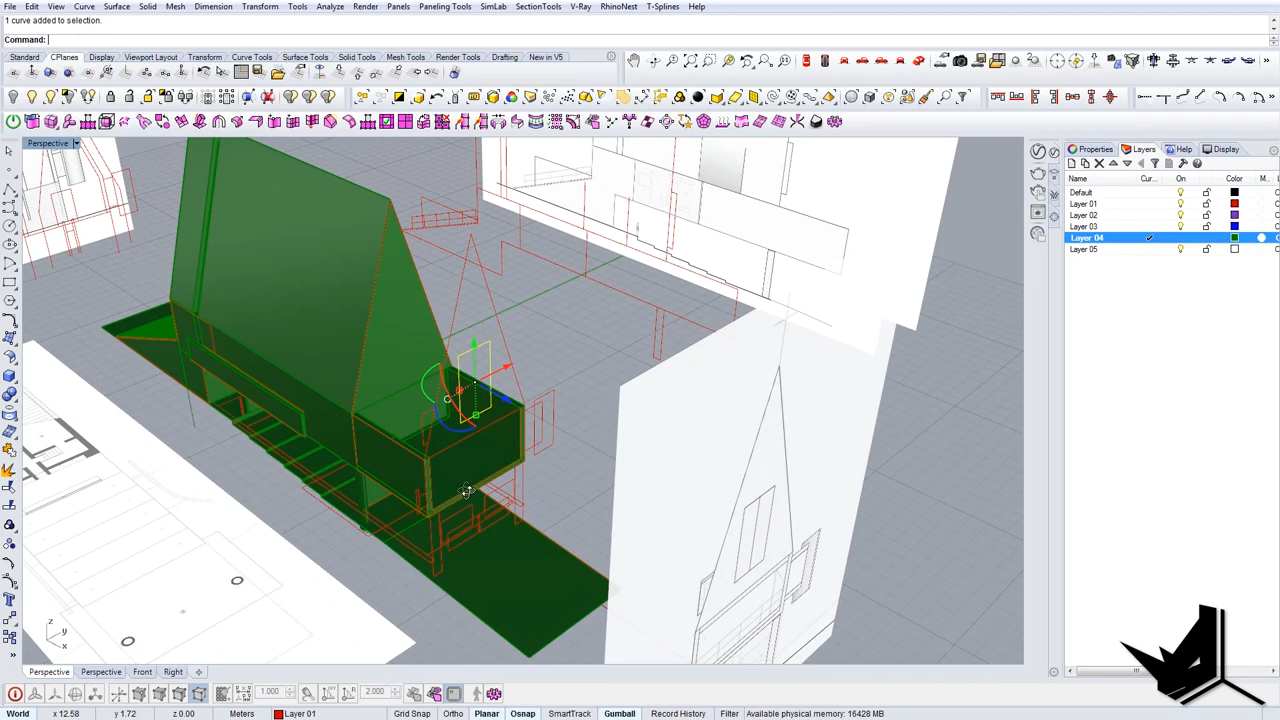 File Edit View Curve Surface Solid Mesh Dimension Transform Tools Analyze Render Panels Paneling Tools SimLab SectionTools V-Ray RhinoNest T-Splines Help
1 curve added to selection.
Command:
Standard CPlanes Display Viewport Layout Transform Curve Tools Surface Tools Solid Tools Mesh Tools Render Tools Drafting New in V5
Perspective
Properties Layers Help Display
Name Cur... On Color M...
Default
Layer 01
Layer 02
Layer 03
Layer 04
Layer 05
z
y
x
Perspective Perspective Front Right
1.000 2.000
World x 12.58 y 1.72 z 0.00 Meters Layer 01 Grid Snap Ortho Planar Osnap SmartTrack Gumball Record History Filter Available physical memory: 16428 MB